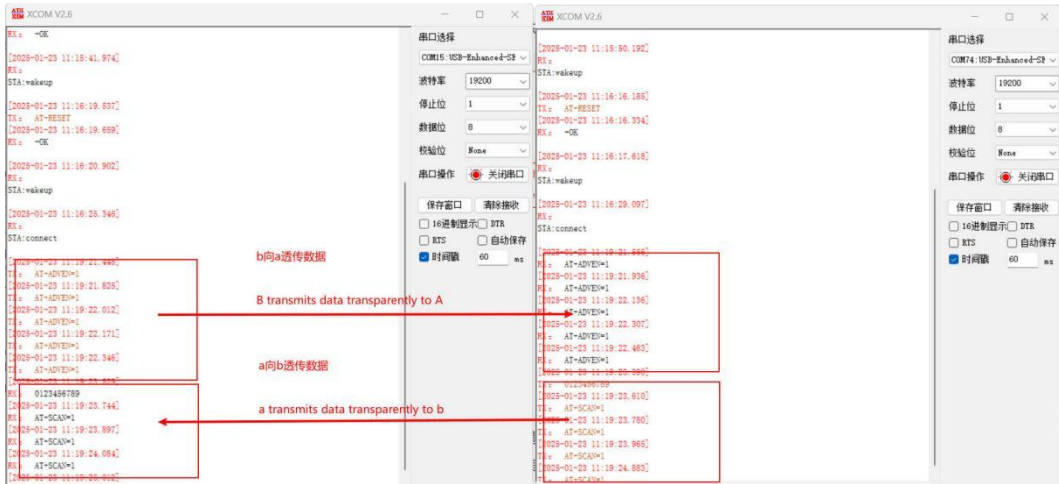 XCOM V2.6
RX: +OK
[2025-01-23 11:15:41.974]
RX:
STA:wakeup
[2025-01-23 11:16:19.537]
TX: AT+RESET
[2025-01-23 11:16:19.689]
RX: +OK
[2025-01-23 11:16:20.902]
RX:
STA:wakeup
[2025-01-23 11:16:25.346]
RX:
STA:connect
[2025-01-23 11:19:21.446]
TX: AT+ADVEN=1
[2025-01-23 11:19:21.825]
TX: AT+ADVEN=1
[2025-01-23 11:19:22.012]
TX: AT+ADVEN=1
[2025-01-23 11:19:22.171]
TX: AT+ADVEN=1
[2025-01-23 11:19:22.346]
TX: AT+ADVEN=1
RX: 0123456789
[2025-01-23 11:19:23.744]
RX: AT+SCAN=1
[2025-01-23 11:19:23.897]
RX: AT+SCAN=1
[2025-01-23 11:19:24.084]
RX: AT+SCAN=1
串口选择
COM15:USB-Enhanced-SE
波特率 19200
停止位 1
数据位 8
校验位 None
串口操作 关闭串口
保存窗口 清除接收
16进制显示 DTR
RTS 自动保存
时间戳 60 ms
b向a透传数据
B transmits data transparently to A
a向b透传数据
a transmits data transparently to b
XCOM V2.6
[2025-01-23 11:15:50.192]
RX:
STA:wakeup
[2025-01-23 11:16:16.185]
TX: AT+RESET
[2025-01-23 11:16:16.334]
RX: +OK
[2025-01-23 11:16:17.618]
RX:
STA:wakeup
[2025-01-23 11:16:29.097]
RX:
STA:connect
[2025-01-23 11:19:21.566]
RX: AT+ADVEN=1
[2025-01-23 11:19:21.936]
RX: AT+ADVEN=1
[2025-01-23 11:19:22.136]
RX: AT+ADVEN=1
[2025-01-23 11:19:22.307]
RX: AT+ADVEN=1
[2025-01-23 11:19:22.463]
RX: AT+ADVEN=1
TX: 0123456789
[2025-01-23 11:19:23.610]
TX: AT+SCAN=1
[2025-01-23 11:19:23.780]
TX: AT+SCAN=1
[2025-01-23 11:19:23.965]
TX: AT+SCAN=1
[2025-01-23 11:19:24.883]
TX: AT+SCAN=1
串口选择
COM74:USB-Enhanced-SE
波特率 19200
停止位 1
数据位 8
校验位 None
串口操作 关闭串口
保存窗口 清除接收
16进制显示 DTR
RTS 自动保存
时间戳 60 ms